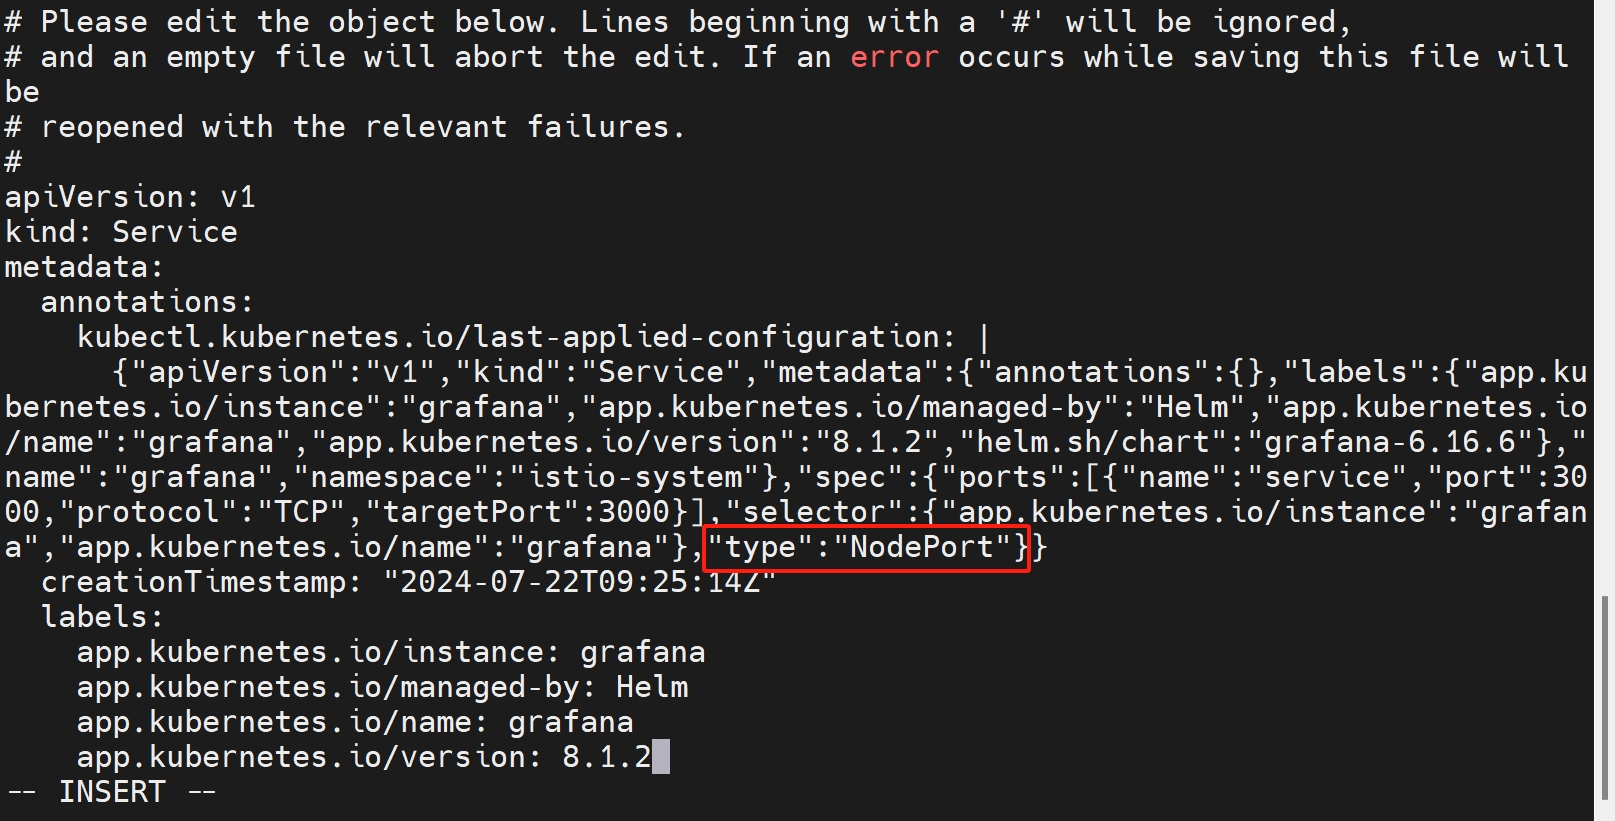 # Please edit the object below. Lines beginning with a '#' will be ignored,
# and an empty file will abort the edit. If an error occurs while saving this file will
be
# reopened with the relevant failures.
#
apiVersion: v1
kind: Service
metadata:
  annotations:
    kubectl.kubernetes.io/last-applied-configuration: |
      {"apiVersion":"v1","kind":"Service","metadata":{"annotations":{},"labels":{"app.ku
bernetes.io/instance":"grafana","app.kubernetes.io/managed-by":"Helm","app.kubernetes.io
/name":"grafana","app.kubernetes.io/version":"8.1.2","helm.sh/chart":"grafana-6.16.6"},"
name":"grafana","namespace":"istio-system"},"spec":{"ports":[{"name":"service","port":30
00,"protocol":"TCP","targetPort":3000}],"selector":{"app.kubernetes.io/instance":"grafan
a","app.kubernetes.io/name":"grafana"},"type":"NodePort"}}
  creationTimestamp: "2024-07-22T09:25:14Z"
  labels:
    app.kubernetes.io/instance: grafana
    app.kubernetes.io/managed-by: Helm
    app.kubernetes.io/name: grafana
    app.kubernetes.io/version: 8.1.2
-- INSERT --